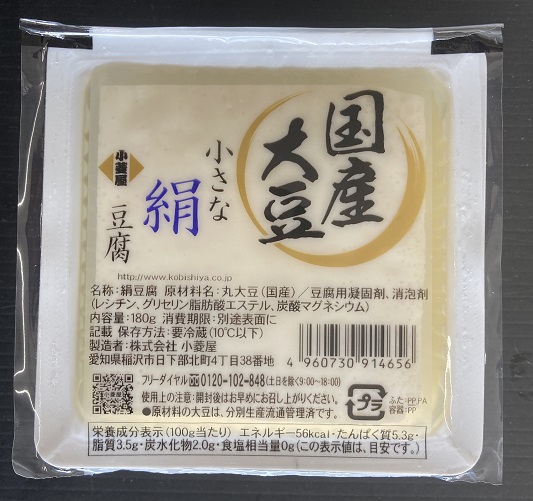 国産
大豆
小さな
絹
小菱屋
豆腐
http://www.kobishiya.co.jp
名称:絹豆腐 原材料名:丸大豆(国産)/豆腐用凝固剤、消泡剤
(レシチン、グリセリン脂肪酸エステル、炭酸マグネシウム)
内容量:180g 消費期限:別途表面に
記載 保存方法:要冷蔵(10℃以下)
製造者:株式会社 小菱屋
愛知県稲沢市日下部北町4丁目38番地
4 960730 914656
フリーダイヤル 0120-102-848(土日を除く9:00~18:00)
使用上の注意:開封後はお早めにお召し上がりください。
●原材料の大豆は、分別生産流通管理済です。
プラ
ふた:PP,PA
容器:PP
栄養成分表示(100g当たり) エネルギー56kcal・たんぱく質5.3g・
脂質3.5g・炭水化物2.0g・食塩相当量0g(この表示値は、目安です。)